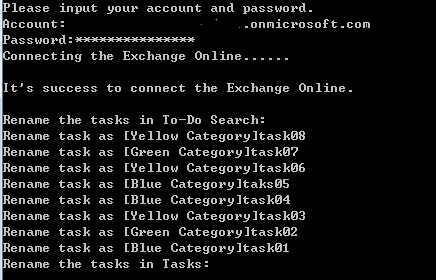 Please input your account and password.
Account: .onmicrosoft.com
Password:***************
Connecting the Exchange Online......
It's success to connect the Exchange Online.
Rename the tasks in To-Do Search:
Rename task as [Yellow Category]task08
Rename task as [Green Category]task07
Rename task as [Yellow Category]task06
Rename task as [Blue Category]taks05
Rename task as [Blue Category]task04
Rename task as [Yellow Category]task03
Rename task as [Green Category]task02
Rename task as [Blue Category]task01
Rename the tasks in Tasks: